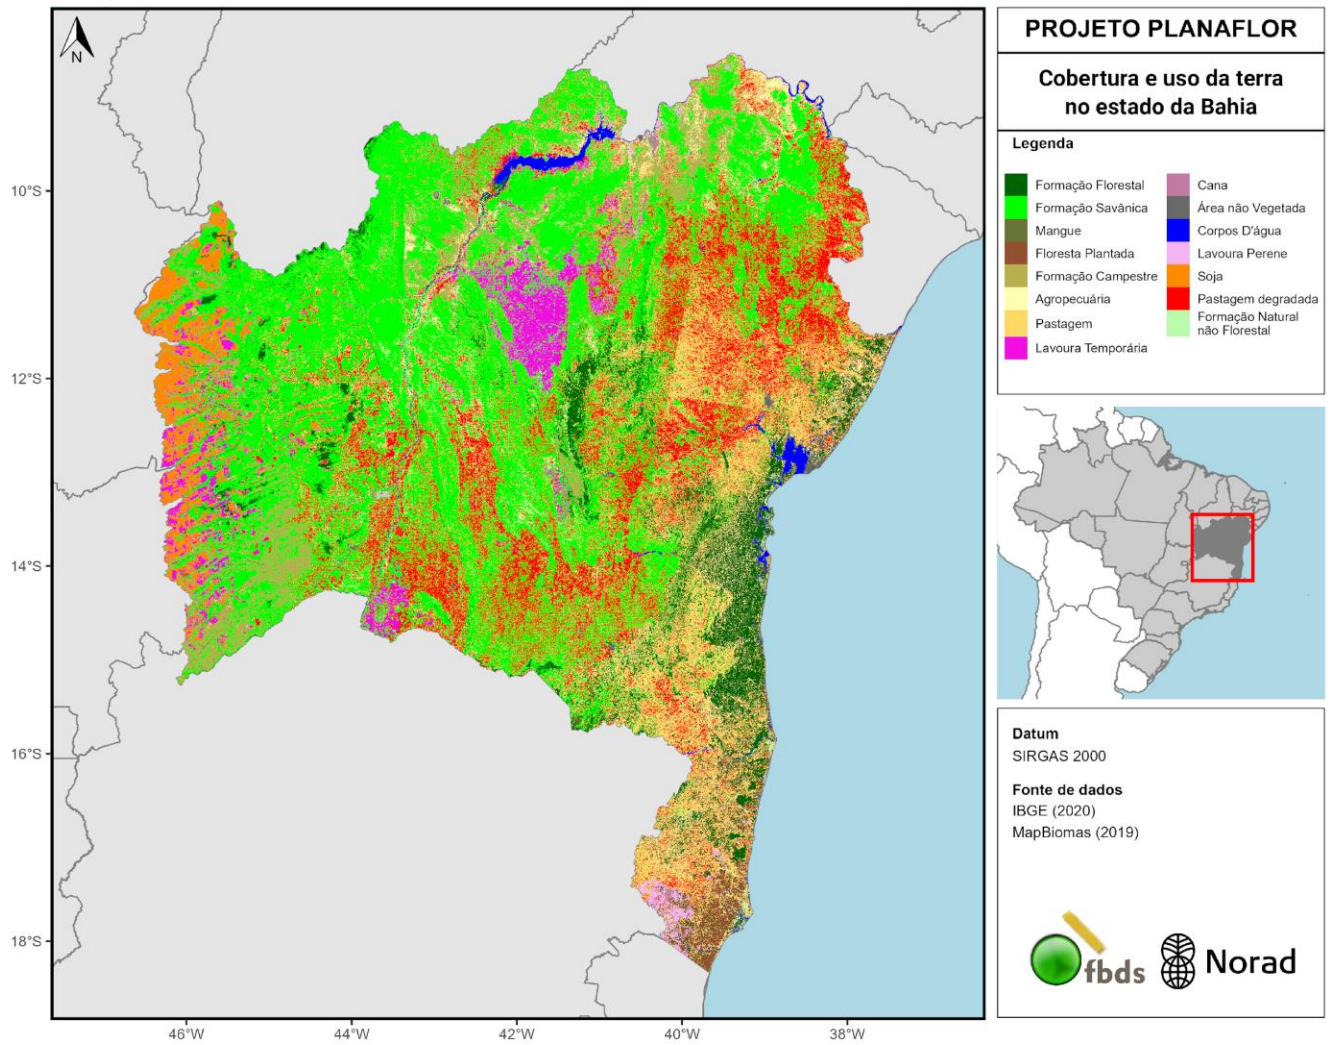 PROJETO PLANAFLOR
Cobertura e uso da terra
no estado da Bahia
Legenda
Formação Florestal
Formação Savânica
Mangue
Floresta Plantada
Formação Campestre
Agropecuária
Pastagem
Lavoura Temporária
Cana
Área não Vegetada
Corpos D'água
Lavoura Perene
Soja
Pastagem degradada
Formação Natural
não Florestal
N
10°S
12°S
14°S
16°S
18°S
46°W
44°W
42°W
40°W
38°W
Datum
SIRGAS 2000
Fonte de dados
IBGE (2020)
MapBiomas (2019)
fbds
Norad